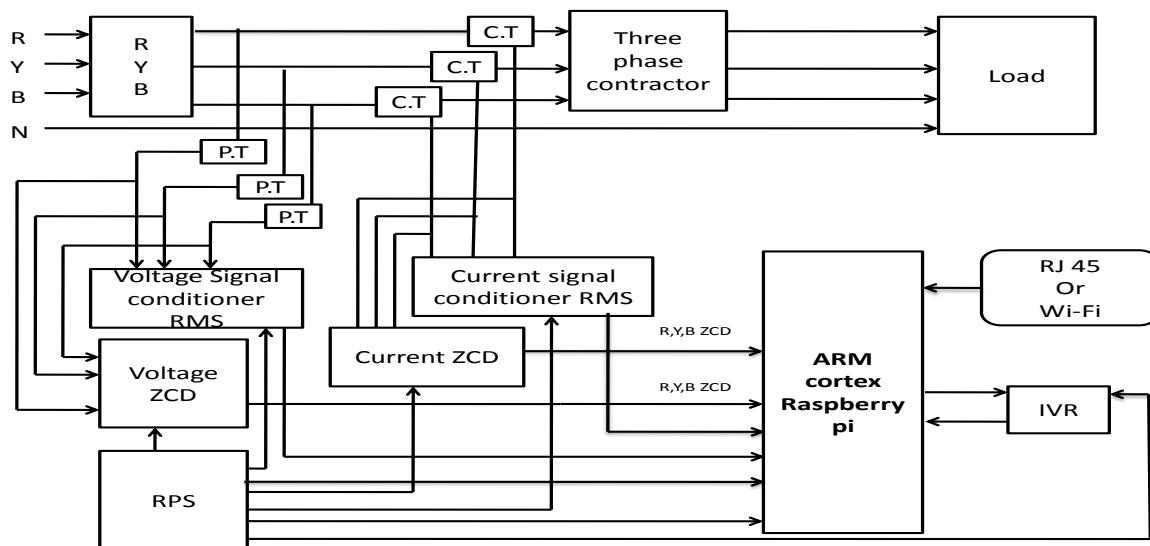 R
Y
B
N
R
Y
B
C.T
C.T
C.T
Three
phase
contractor
Load
P.T
P.T
P.T
Voltage Signal
conditioner
RMS
Current signal
conditioner RMS
RJ 45
Or
Wi-Fi
Voltage
ZCD
Current ZCD
R,Y,B ZCD
R,Y,B ZCD
ARM
cortex
Raspberry
pi
IVR
RPS